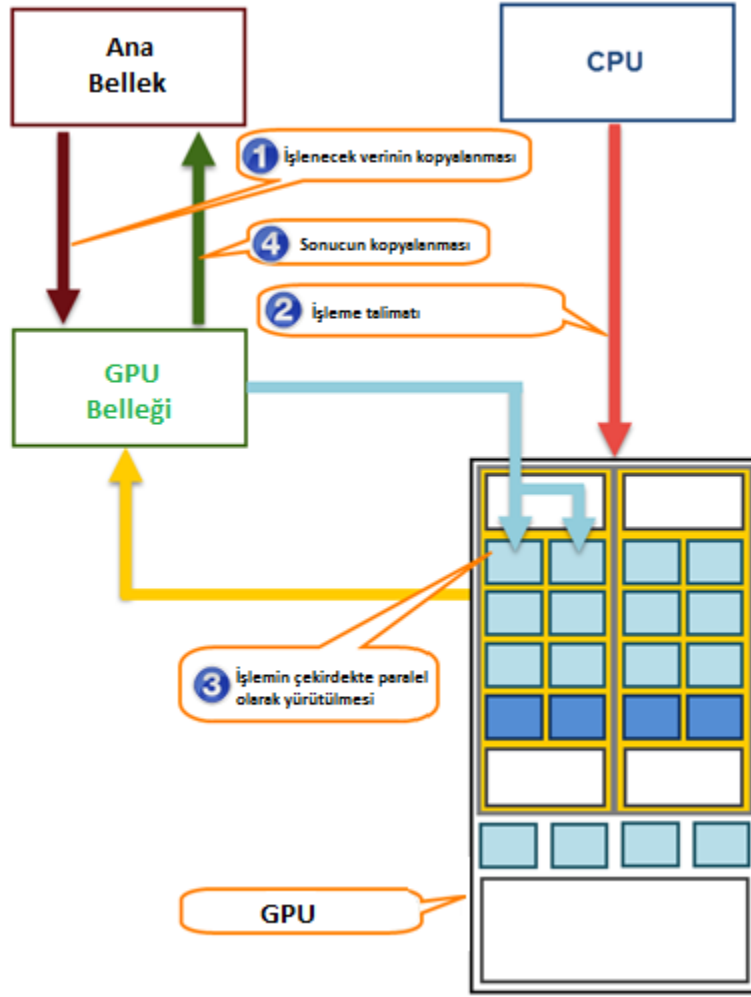 Ana
Bellek
CPU
1 İşlenecek verinin kopyalanması
4 Sonucun kopyalanması
2 İşleme talimatı
GPU
Belleği
3 İşlemin çekirdekte paralel
olarak yürütülmesi
GPU